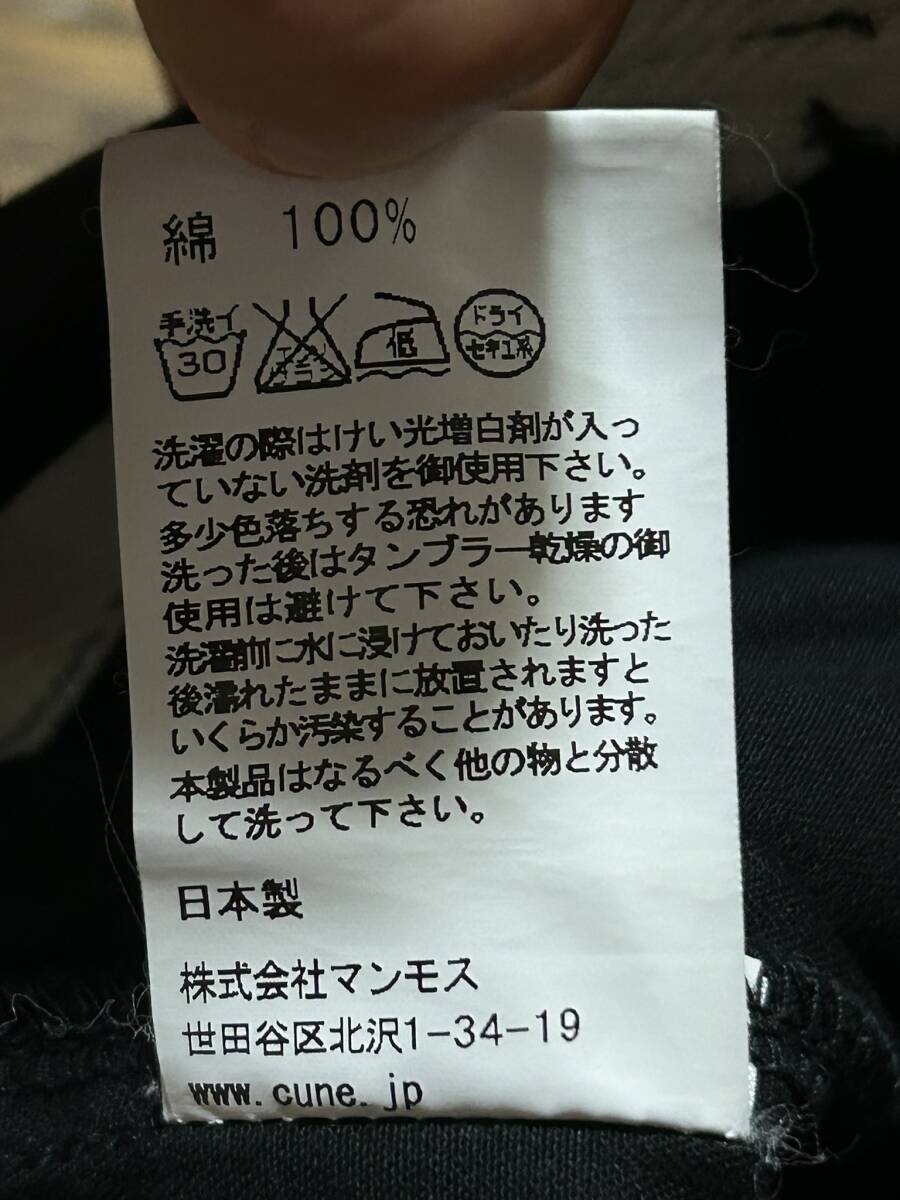 綿 100%
手洗イ
30
エンソ
サラシ
低
ドライ
セキユ系
洗濯の際はけい光増白剤が入っ
ていない洗剤を御使用下さい。
多少色落ちする恐れがあります
洗った後はタンブラー乾燥の御
使用は避けて下さい。
洗濯前に水に浸けておいたり洗った
後濡れたままに放置されますと
いくらか汚染することがあります。
本製品はなるべく他の物と分散
して洗って下さい。
日本製
株式会社マンモス
世田谷区北沢1-34-19
www.cune.jp